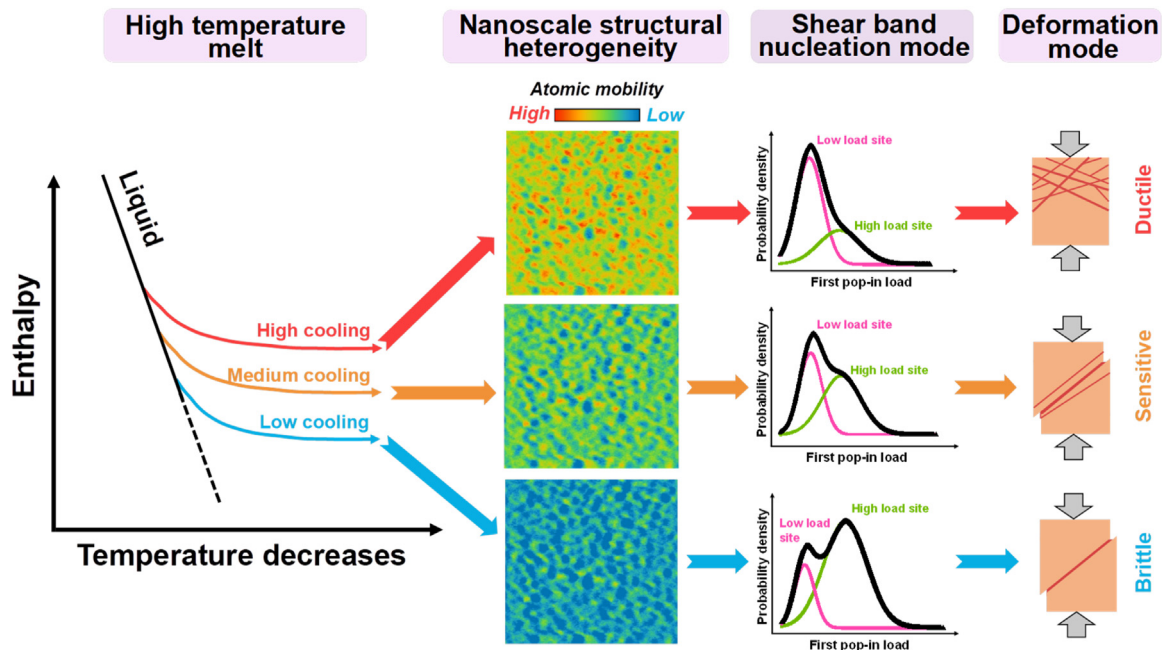 High temperature
melt
Nanoscale structural
heterogeneity
Shear band
nucleation mode
Deformation
mode
Enthalpy
Liquid
High cooling
Medium cooling
Low cooling
Temperature decreases
Atomic mobility
High
Low
Probability density
Low load site
High load site
First pop-in load
Ductile
Probability density
Low load site
High load site
First pop-in load
Sensitive
Probability density
Low load
site
High load site
First pop-in load
Brittle